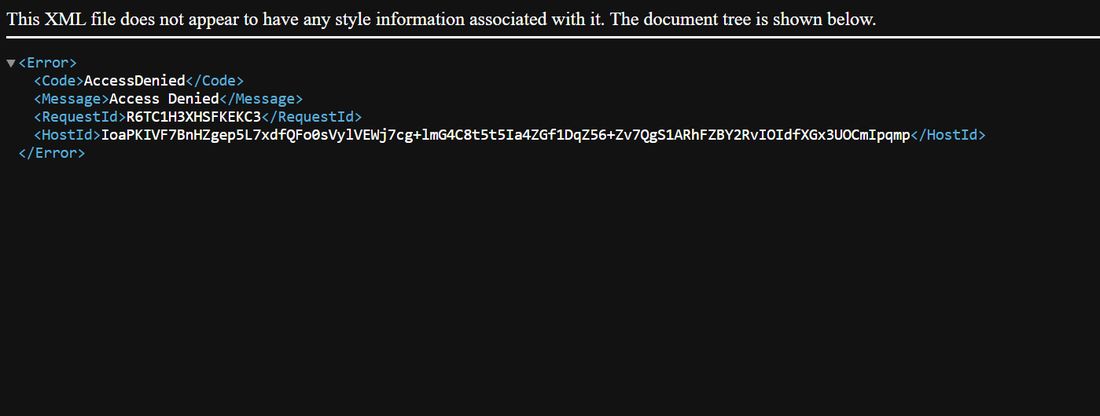 This XML file does not appear to have any style information associated with it. The document tree is shown below.
<Error>
<Code>AccessDenied</Code>
<Message>Access Denied</Message>
<RequestId>R6TC1H3XHSFKEKC3</RequestId>
<HostId>IoaPKIVF7BnHZgep5L7xdfQFo0sVylVEWj7cg+lmG4C8t5t5Ia4ZGf1DqZ56+Zv7QgS1ARhFZBY2RvIOIdfXGx3UOCmIpqmp</HostId>
</Error>